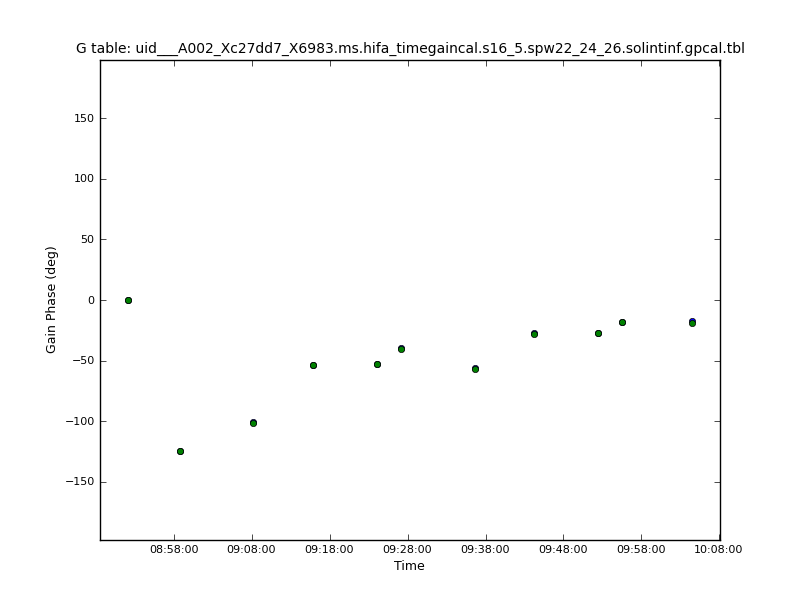 G table: uid___A002_Xc27dd7_X6983.ms.hifa_timegaincal.s16_5.spw22_24_26.solintinf.gpcal.tbl
150
100
50
0
−50
−100
−150
Gain Phase (deg)
08:58:00 09:08:00 09:18:00 09:28:00 09:38:00 09:48:00 09:58:00 10:08:00
Time